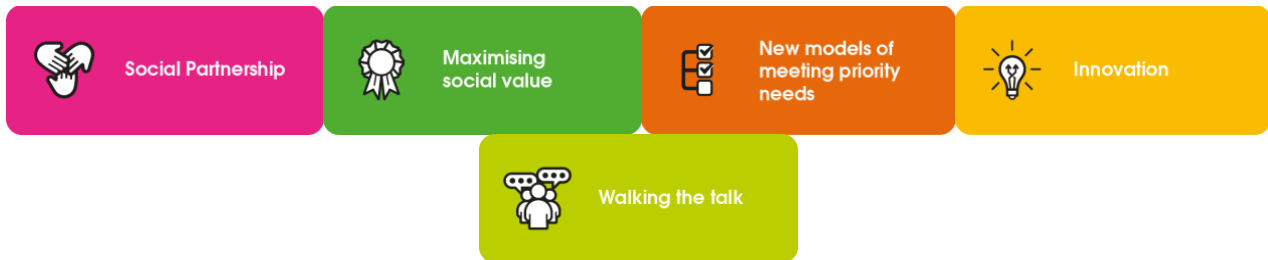 Social Partnership
Maximising
social value
New models of
meeting priority
needs
Innovation
Walking the talk